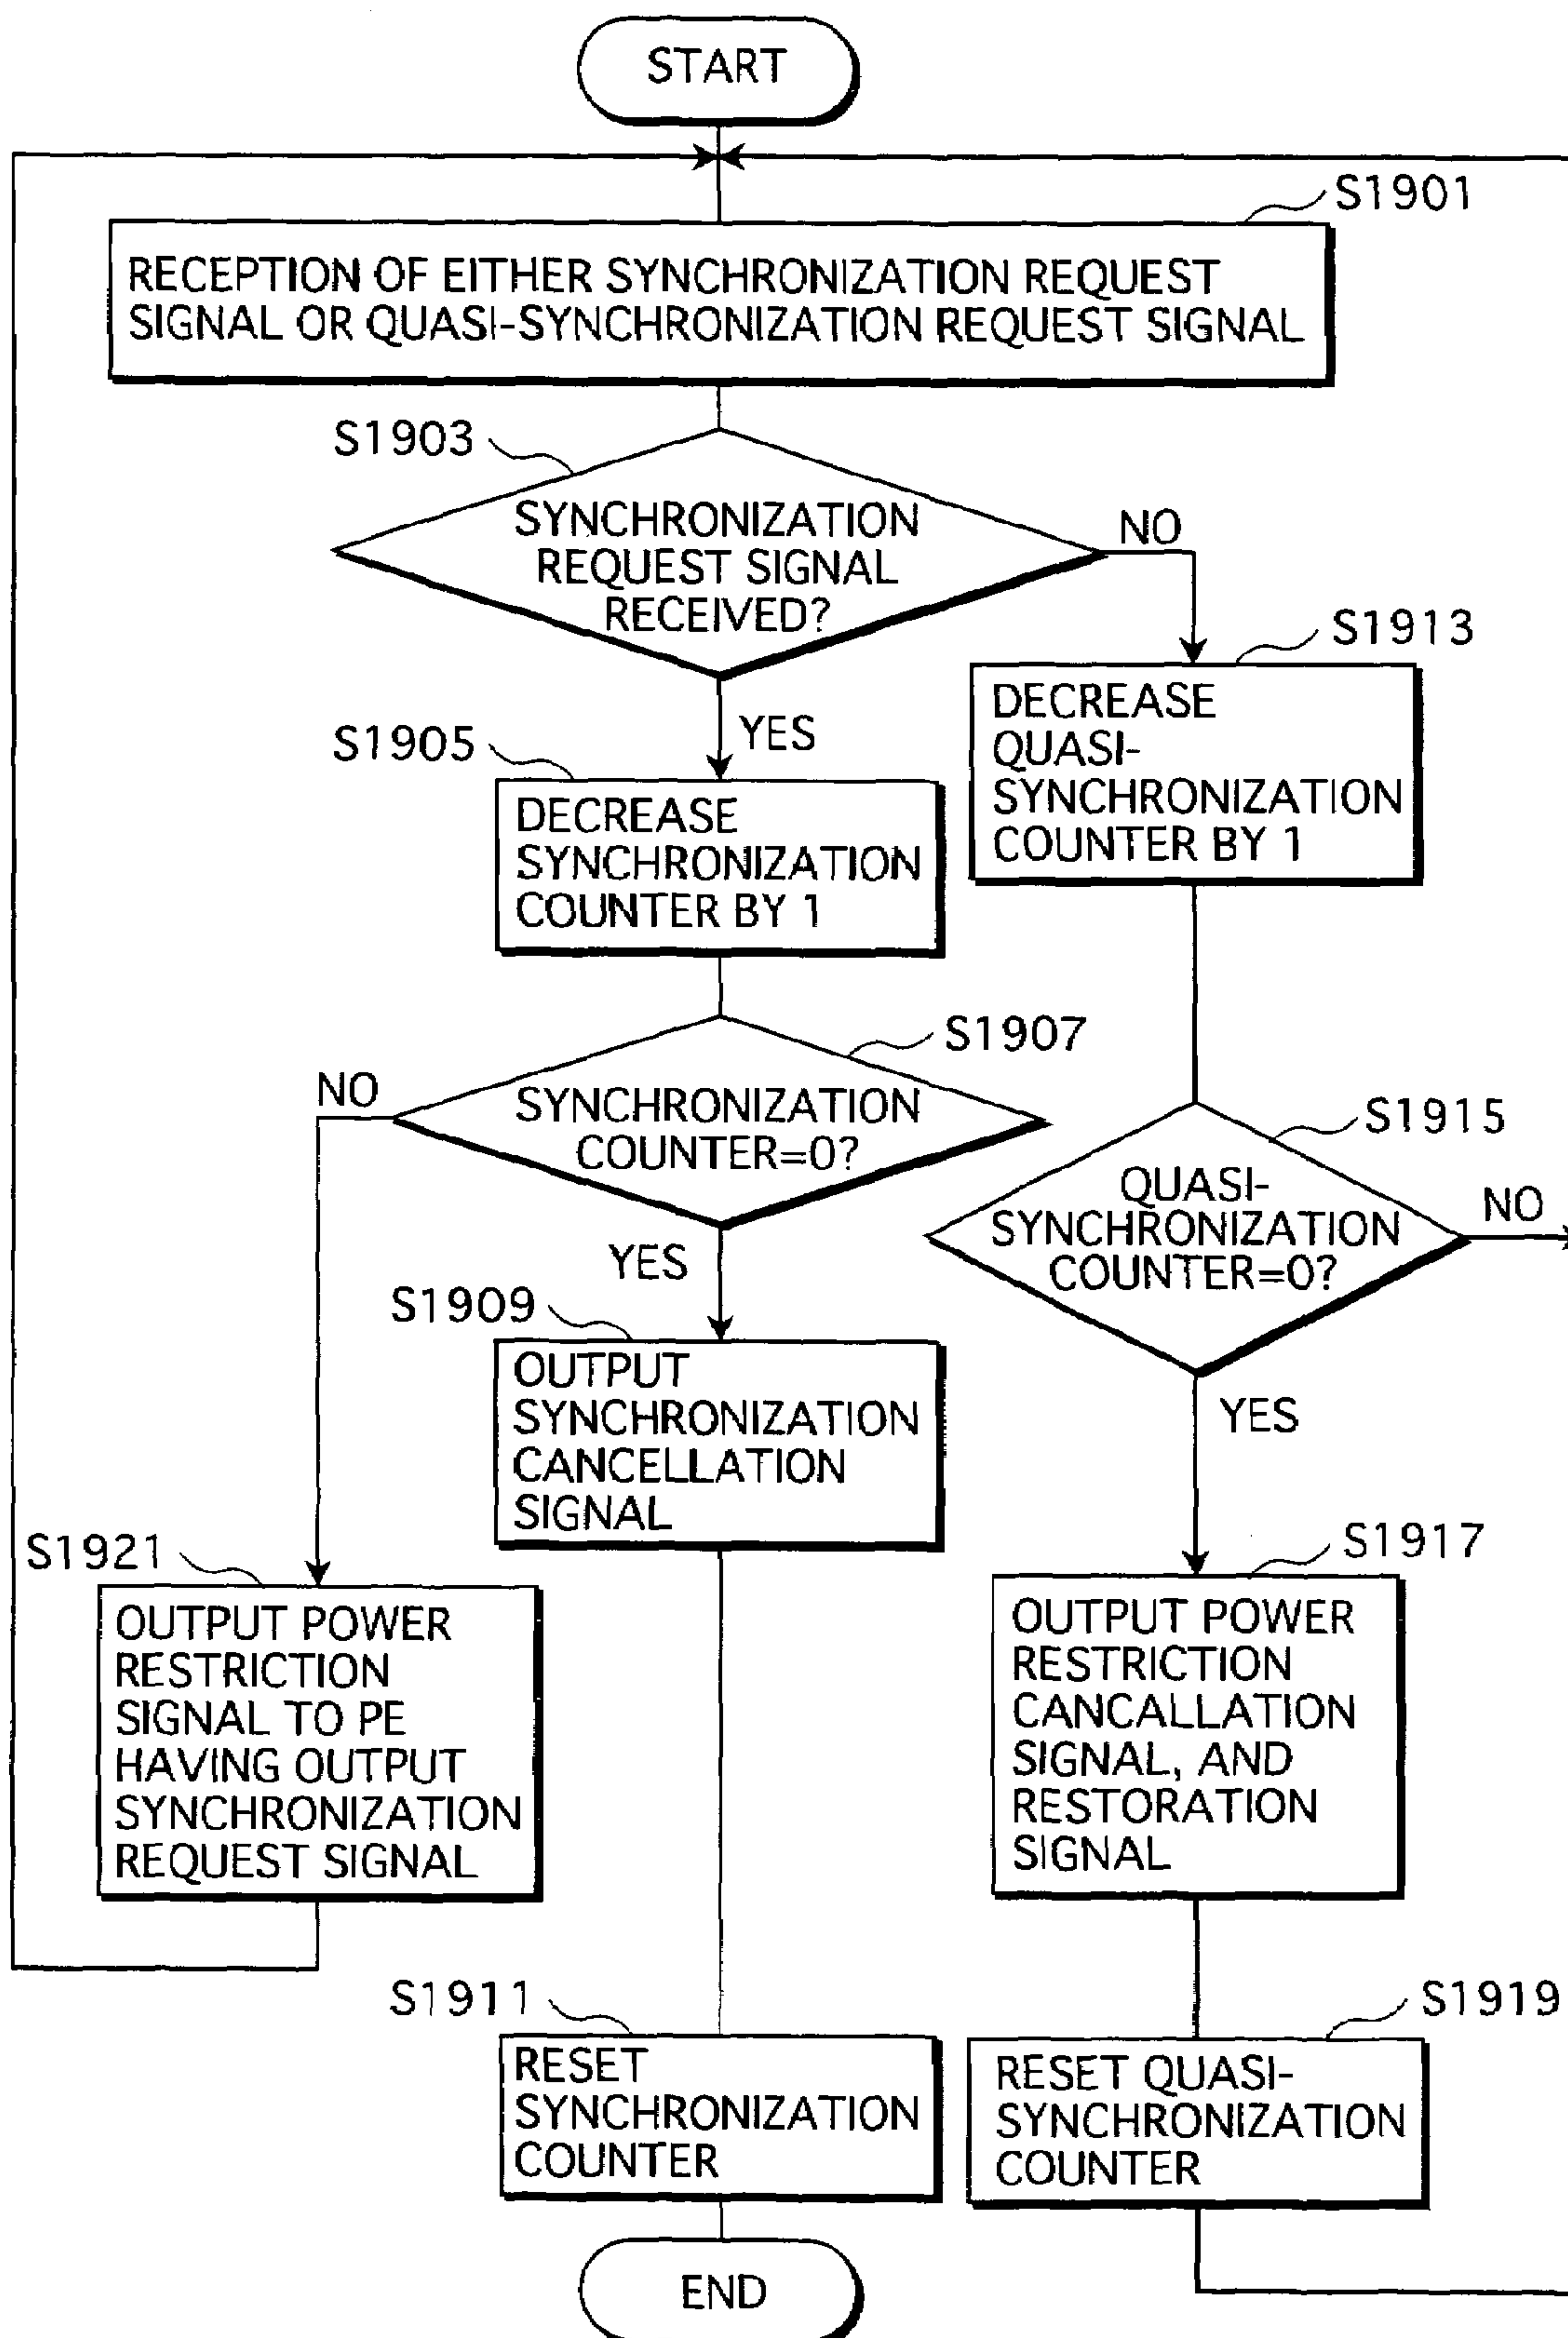 START
S1901
RECEPTION OF EITHER SYNCHRONIZATION REQUEST
SIGNAL OR QUASI-SYNCHRONIZATION REQUEST SIGNAL
S1903
SYNCHRONIZATION
REQUEST SIGNAL
RECEIVED?
NO
YES
S1913
DECREASE
QUASI-
SYNCHRONIZATION
COUNTER BY 1
S1905
DECREASE
SYNCHRONIZATION
COUNTER BY 1
S1907
SYNCHRONIZATION
COUNTER=0?
NO
YES
S1915
QUASI-
SYNCHRONIZATION
COUNTER=0?
NO
YES
S1909
OUTPUT
SYNCHRONIZATION
CANCELLATION
SIGNAL
S1921
OUTPUT POWER
RESTRICTION
SIGNAL TO PE
HAVING OUTPUT
SYNCHRONIZATION
REQUEST SIGNAL
S1917
OUTPUT POWER
RESTRICTION
CANCALLATION
SIGNAL, AND
RESTORATION
SIGNAL
S1911
RESET
SYNCHRONIZATION
COUNTER
S1919
RESET QUASI-
SYNCHRONIZATION
COUNTER
END